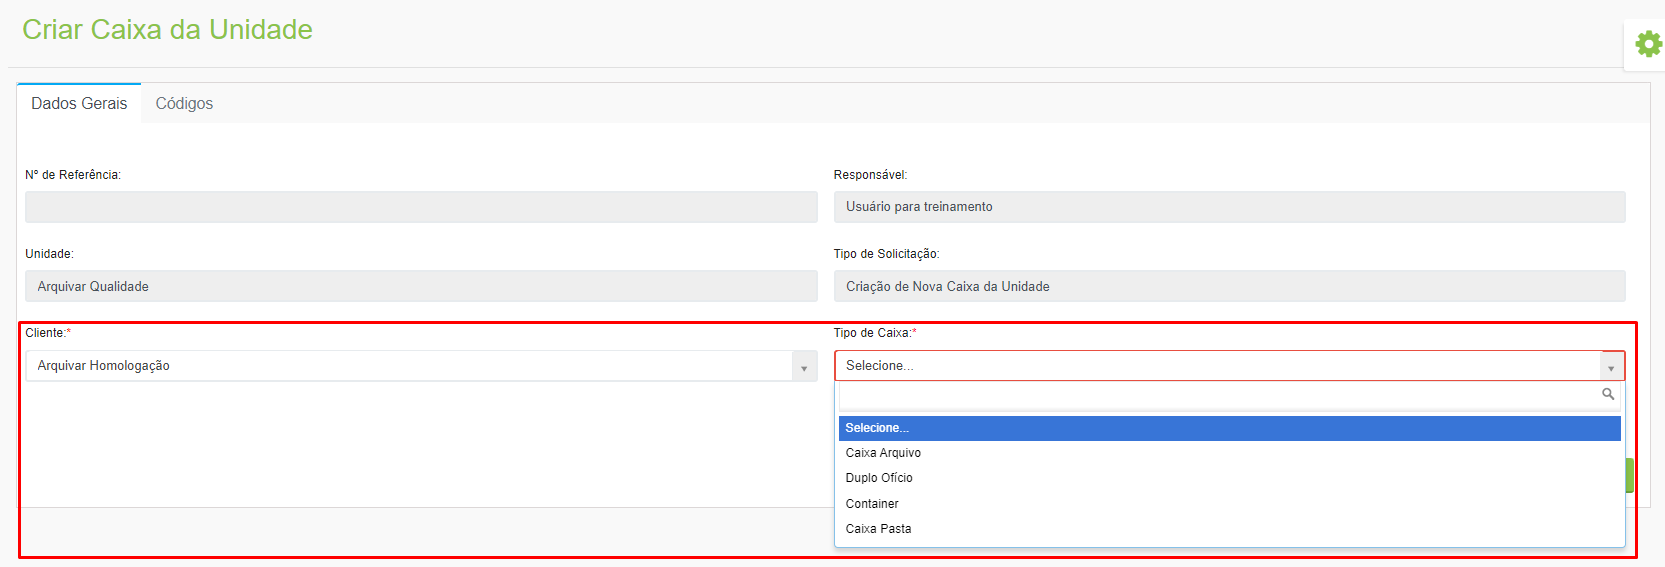 Criar Caixa da Unidade
Dados Gerais
Códigos
Nº de Referência:
Responsável:
Usuário para treinamento
Unidade:
Tipo de Solicitação:
Arquivar Qualidade
Criação de Nova Caixa da Unidade
Cliente:*
Tipo de Caixa:*
Arquivar Homologação
Selecione...
Selecione...
Caixa Arquivo
Duplo Ofício
Container
Caixa Pasta